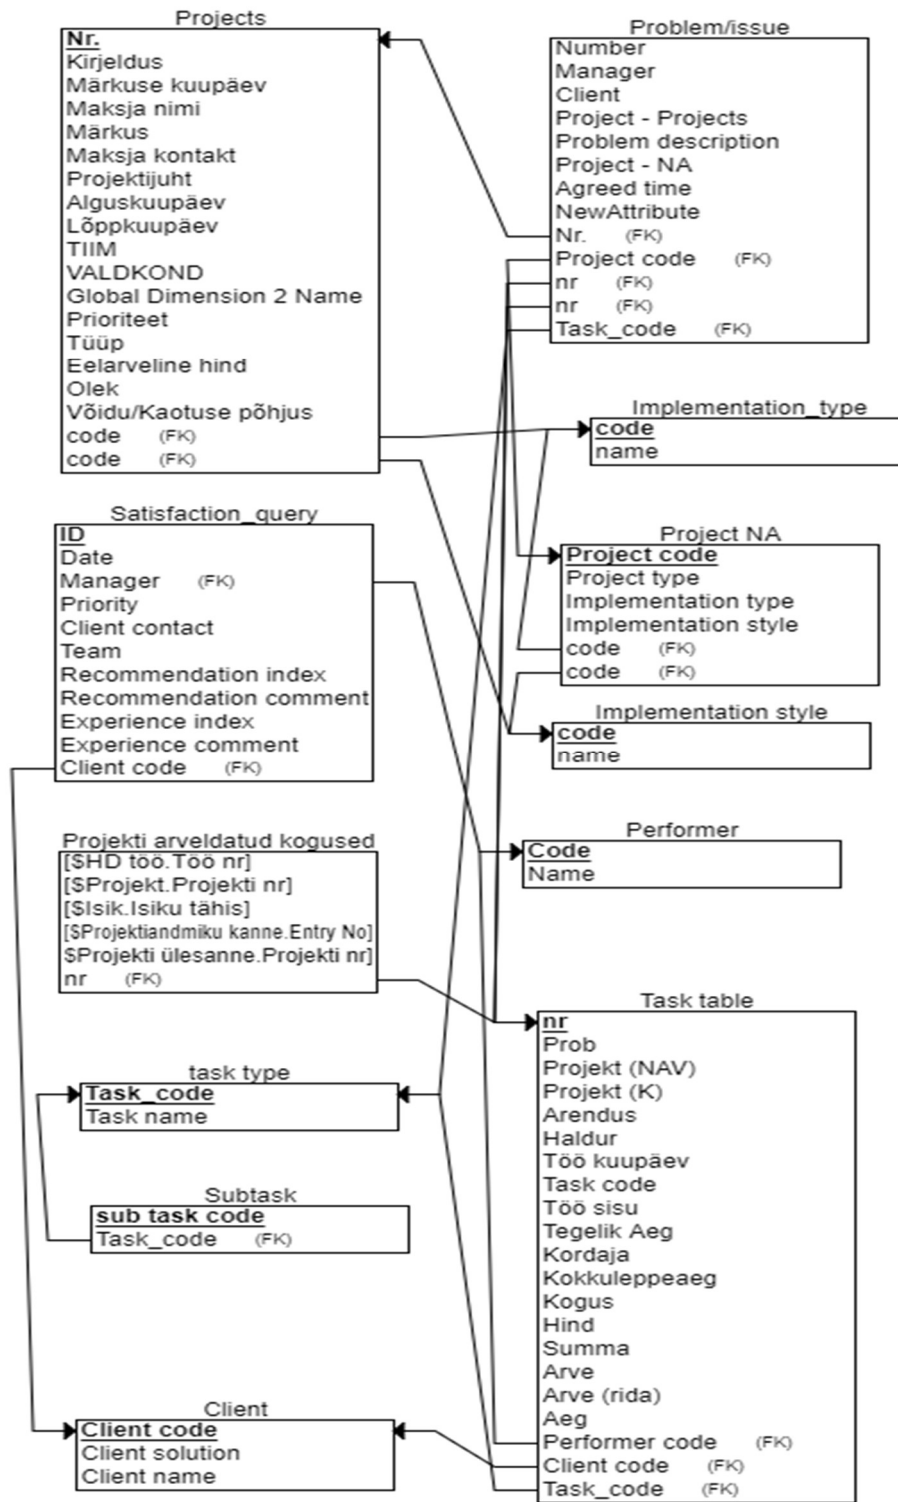 Projects
Nr.
Kirjeldus
Märkuse kuupäev
Maksja nimi
Märkus
Maksja kontakt
Projektijuht
Alguskuupäev
Lõppkuupäev
TIIM
VALDKOND
Global Dimension 2 Name
Prioriteet
Tüüp
Eelarveline hind
Olek
Võidu/Kaotuse põhjus
code (FK)
code (FK)
Problem/issue
Number
Manager
Client
Project - Projects
Problem description
Project - NA
Agreed time
NewAttribute
Nr. (FK)
Project code (FK)
nr (FK)
nr (FK)
Task_code (FK)
Implementation_type
code
name
Satisfaction_query
ID
Date
Manager (FK)
Priority
Client contact
Team
Recommendation index
Recommendation comment
Experience index
Experience comment
Client code (FK)
Project NA
Project code
Project type
Implementation type
Implementation style
code (FK)
code (FK)
Implementation style
code
name
Projekti arveldatud kogused
[$HD töö.Töö nr]
[$Projekt.Projekti nr]
[$Isik.Isiku tähis]
[$Projektiandmiku kanne.Entry No]
$Projekti ülesanne.Projekti nr]
nr (FK)
Performer
Code
Name
task type
Task_code
Task name
Subtask
sub task code
Task_code (FK)
Client
Client code
Client solution
Client name
Task table
nr
Prob
Projekt (NAV)
Projekt (K)
Arendus
Haldur
Töö kuupäev
Task code
Töö sisu
Tegelik Aeg
Kordaja
Kokkuleppeaeg
Kogus
Hind
Summa
Arve
Arve (rida)
Aeg
Performer code (FK)
Client code (FK)
Task_code (FK)